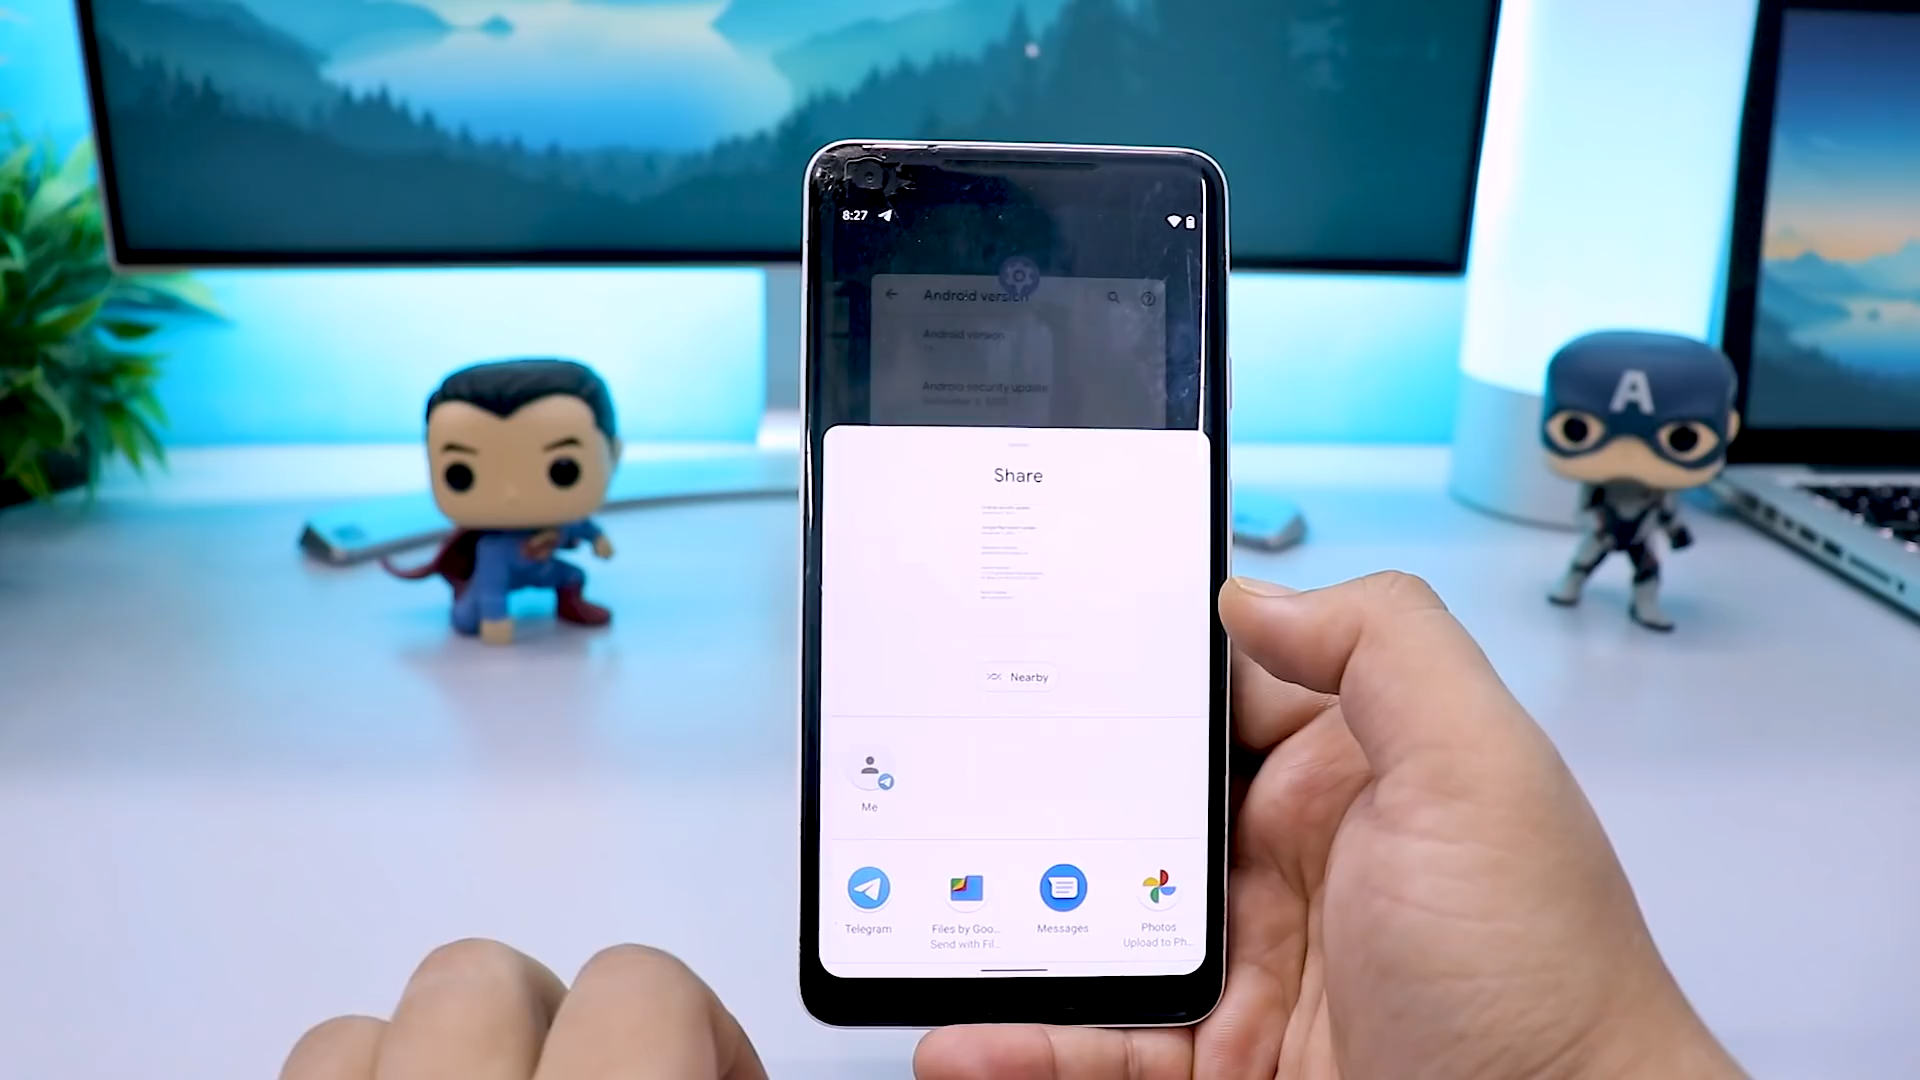 8:27
Android version
Android version
Android security update
Share
Nearby
Me
Telegram
Files by Goo...
Send with Fil...
Messages
Photos
Upload to Ph...
A